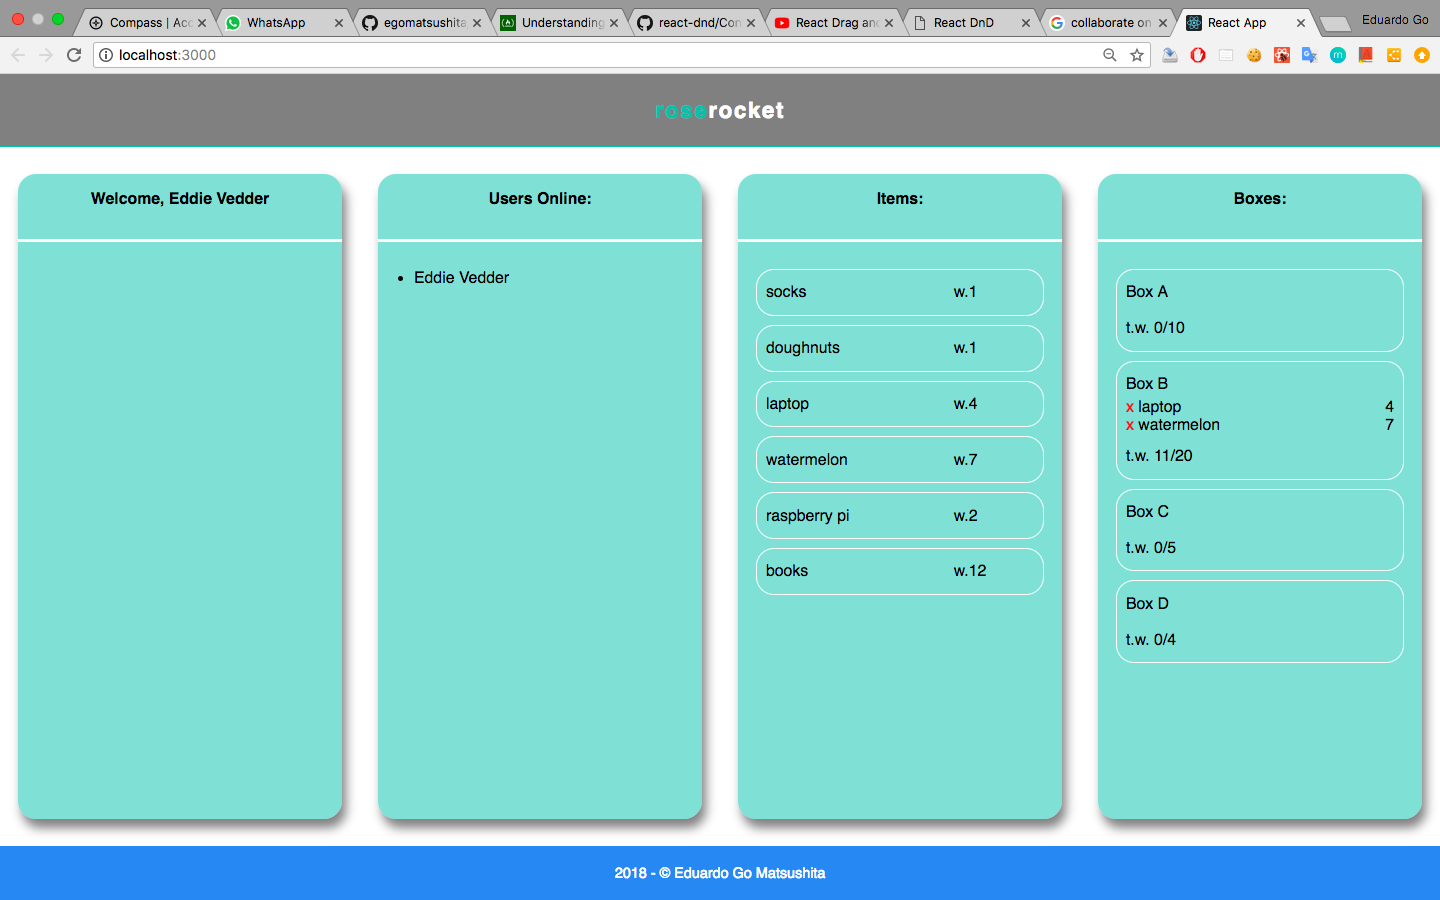 Compass | Acc
WhatsApp
egomatsushita
Understanding
react-dnd/Con
React Drag and
React DnD
collaborate on
React App
Eduardo Go
localhost:3000
roserocket
Welcome, Eddie Vedder
Users Online:
Eddie Vedder
Items:
socks w.1
doughnuts w.1
laptop w.4
watermelon w.7
raspberry pi w.2
books w.12
Boxes:
Box A
t.w. 0/10
Box B
x laptop 4
x watermelon 7
t.w. 11/20
Box C
t.w. 0/5
Box D
t.w. 0/4
2018 - © Eduardo Go Matsushita